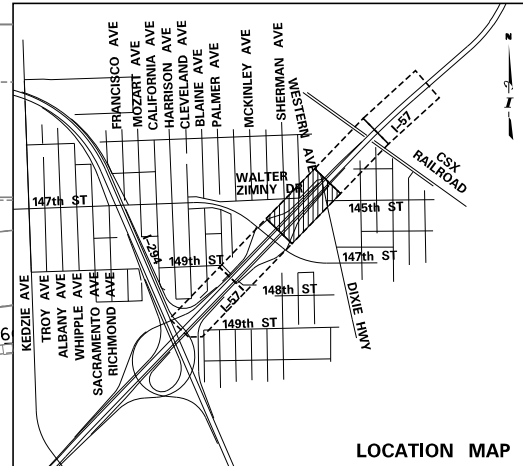 FRANCISCO AVE
MOZART AVE
CALIFORNIA AVE
HARRISON AVE
CLEVELAND AVE
BLAINE AVE
PALMER AVE
MCKINLEY AVE
SHERMAN AVE
WESTERN AVE
N
I-57
CSX
RAILROAD
WALTER
ZIMNY DR
147th ST
145th ST
I-294
149th ST
147th ST
148th ST
I-57
149th ST
DIXIE HWY
KEDZIE AVE
TROY AVE
ALBANY AVE
WHIPPLE AVE
SACRAMENTO AVE
RICHMOND AVE
6
LOCATION MAP